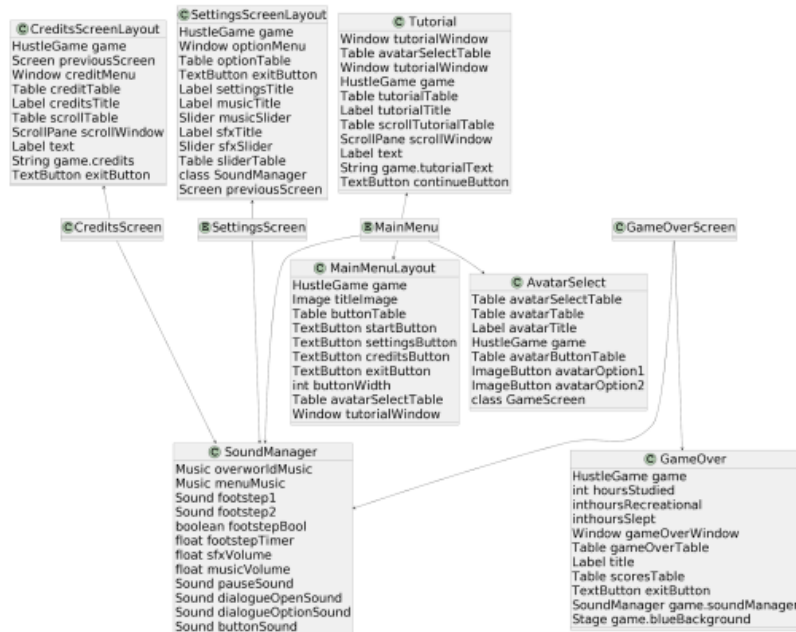 CreditsScreenLayout
HustleGame game
Screen previousScreen
Window creditMenu
Table creditTable
Label creditsTitle
Table scrollTable
ScrollPane scrollWindow
Label text
String game.credits
TextButton exitButton
SettingsScreenLayout
HustleGame game
Window optionMenu
Table optionTable
TextButton exitButton
Label settingsTitle
Label musicTitle
Slider musicSlider
Label sfxTitle
Slider sfxSlider
Table sliderTable
class SoundManager
Screen previousScreen
Tutorial
Window tutorialWindow
Table avatarSelectTable
Window tutorialWindow
HustleGame game
Table tutorialTable
Label tutorialTitle
Table scrollTutorialTable
ScrollPane scrollWindow
Label text
String game.tutorialText
TextButton continueButton
CreditsScreen
SettingsScreen
MainMenu
GameOverScreen
MainMenuLayout
HustleGame game
Image titleImage
Table buttonTable
TextButton startButton
TextButton settingsButton
TextButton creditsButton
TextButton exitButton
int buttonWidth
Table avatarSelectTable
Window tutorialWindow
AvatarSelect
Table avatarSelectTable
Table avatarTable
Label avatarTitle
HustleGame game
Table avatarButtonTable
ImageButton avatarOption1
ImageButton avatarOption2
class GameScreen
SoundManager
Music overworldMusic
Music menuMusic
Sound footstep1
Sound footstep2
boolean footstepBool
float footstepTimer
float sfxVolume
float musicVolume
Sound pauseSound
Sound dialogueOpenSound
Sound dialogueOptionSound
Sound buttonSound
GameOver
HustleGame game
int hoursStudied
inthoursRecreational
inthoursSlept
Window gameOverWindow
Table gameOverTable
Label title
Table scoresTable
TextButton exitButton
SoundManager game.soundManager
Stage game.blueBackground